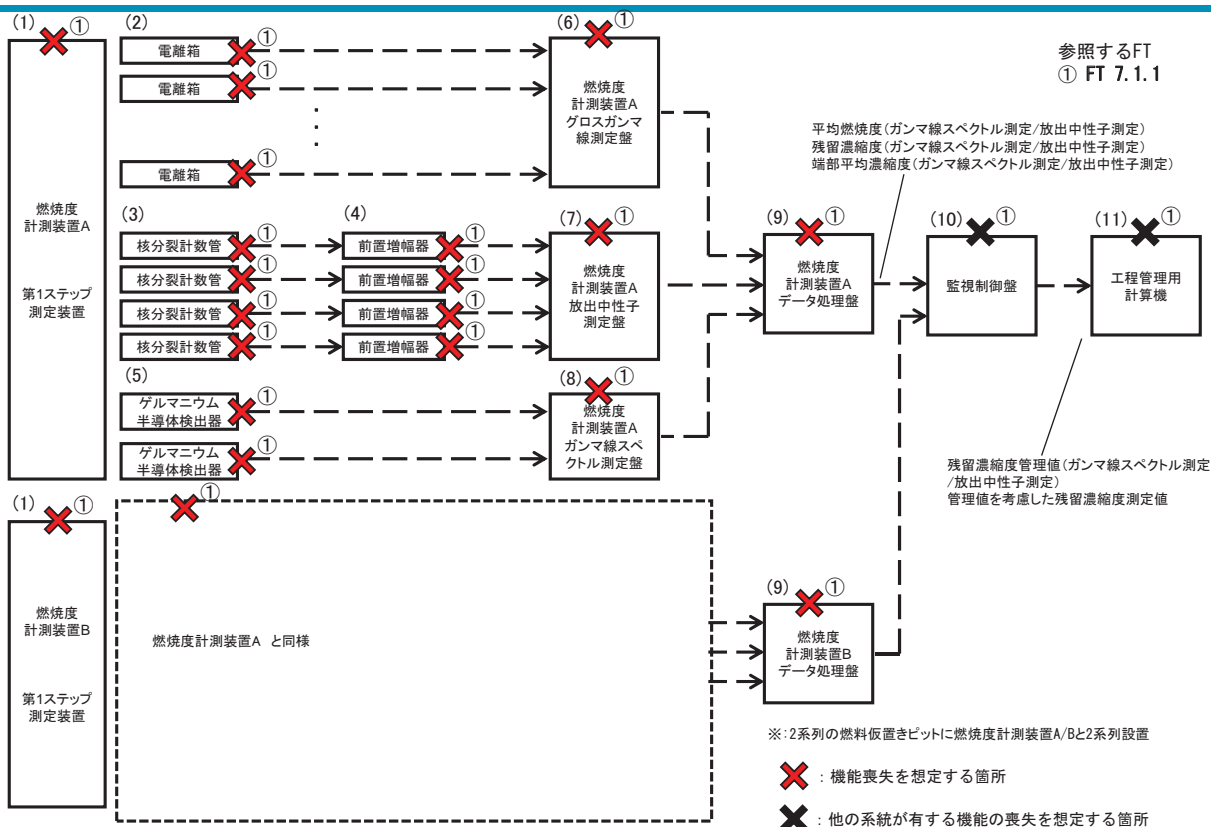 (1)
①
燃焼度
計測装置A
第1ステップ
測定装置
(2)
電離箱
①
電離箱
①
電離箱
①
(3)
核分裂計数管
①
核分裂計数管
①
核分裂計数管
①
核分裂計数管
①
(4)
前置増幅器
①
前置増幅器
①
前置増幅器
①
前置増幅器
①
(5)
ゲルマニウム
半導体検出器
①
ゲルマニウム
半導体検出器
①
(6)
①
燃焼度
計測装置A
グロスガンマ
線測定盤
(7)
①
燃焼度
計測装置A
放出中性子
測定盤
(8)
①
燃焼度
計測装置A
ガンマ線スペ
クトル測定盤
参照するFT
① FT 7.1.1
平均燃焼度(ガンマ線スペクトル測定/放出中性子測定)
残留濃縮度(ガンマ線スペクトル測定/放出中性子測定)
端部平均濃縮度(ガンマ線スペクトル測定/放出中性子測定)
(9)
①
燃焼度
計測装置A
データ処理盤
(10)
①
監視制御盤
(11)
①
工程管理用
計算機
残留濃縮度管理値(ガンマ線スペクトル測定
/放出中性子測定)
管理値を考慮した残留濃縮度測定値
(1)
①
燃焼度
計測装置B
第1ステップ
測定装置
①
燃焼度計測装置A と同様
(9)
①
燃焼度
計測装置B
データ処理盤
※:2系列の燃料仮置きピットに燃焼度計測装置A/Bと2系列設置
:機能喪失を想定する箇所
:他の系統が有する機能の喪失を想定する箇所